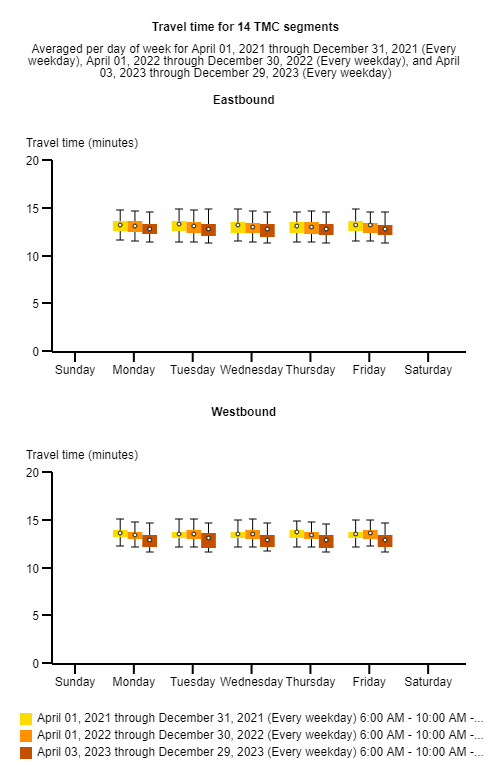 Travel time for 14 TMC segments
Averaged per day of week for April 01, 2021 through December 31, 2021 (Every
weekday), April 01, 2022 through December 30, 2022 (Every weekday), and April
03, 2023 through December 29, 2023 (Every weekday)
Eastbound
Travel time (minutes)
20
15
10
5
0
Sunday Monday Tuesday Wednesday Thursday Friday Saturday
Westbound
Travel time (minutes)
20
15
10
5
0
Sunday Monday Tuesday Wednesday Thursday Friday Saturday
April 01, 2021 through December 31, 2021 (Every weekday) 6:00 AM - 10:00 AM -...
April 01, 2022 through December 30, 2022 (Every weekday) 6:00 AM - 10:00 AM -...
April 03, 2023 through December 29, 2023 (Every weekday) 6:00 AM - 10:00 AM -...